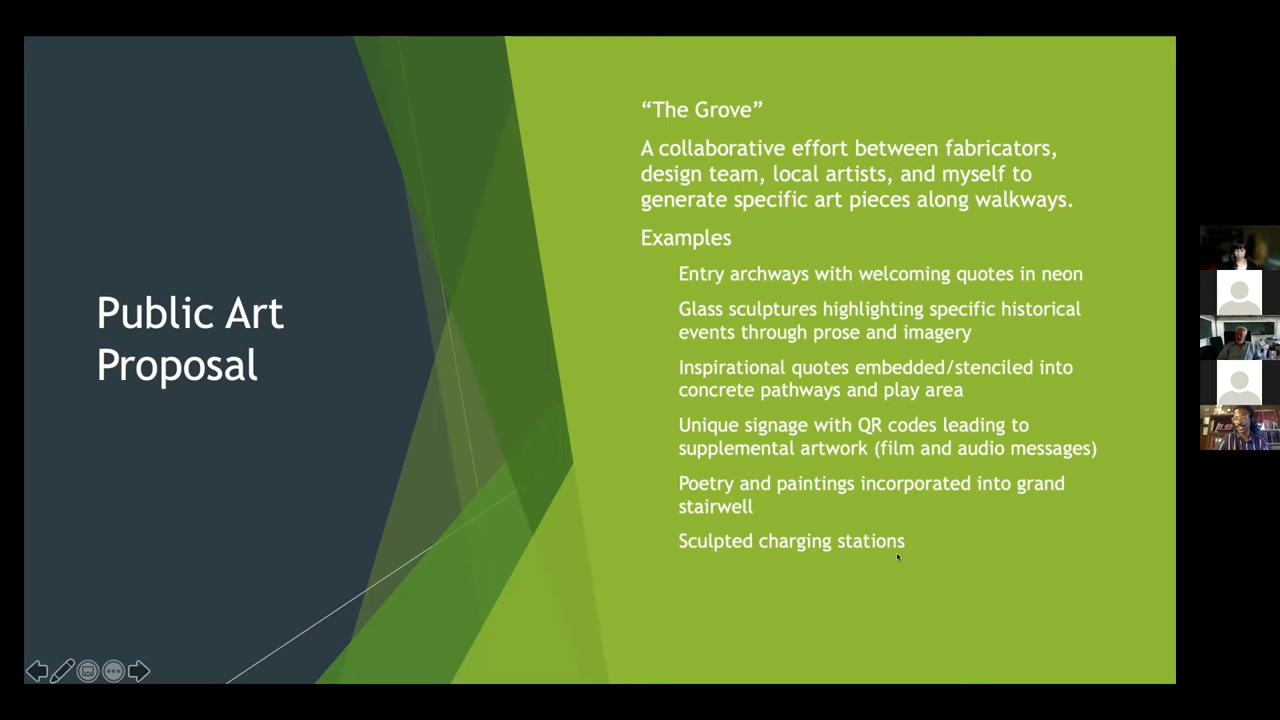 Public Art
Proposal
“The Grove”
A collaborative effort between fabricators,
design team, local artists, and myself to
generate specific art pieces along walkways.
Examples
Entry archways with welcoming quotes in neon
Glass sculptures highlighting specific historical
events through prose and imagery
Inspirational quotes embedded/stenciled into
concrete pathways and play area
Unique signage with QR codes leading to
supplemental artwork (film and audio messages)
Poetry and paintings incorporated into grand
stairwell
Sculpted charging stations